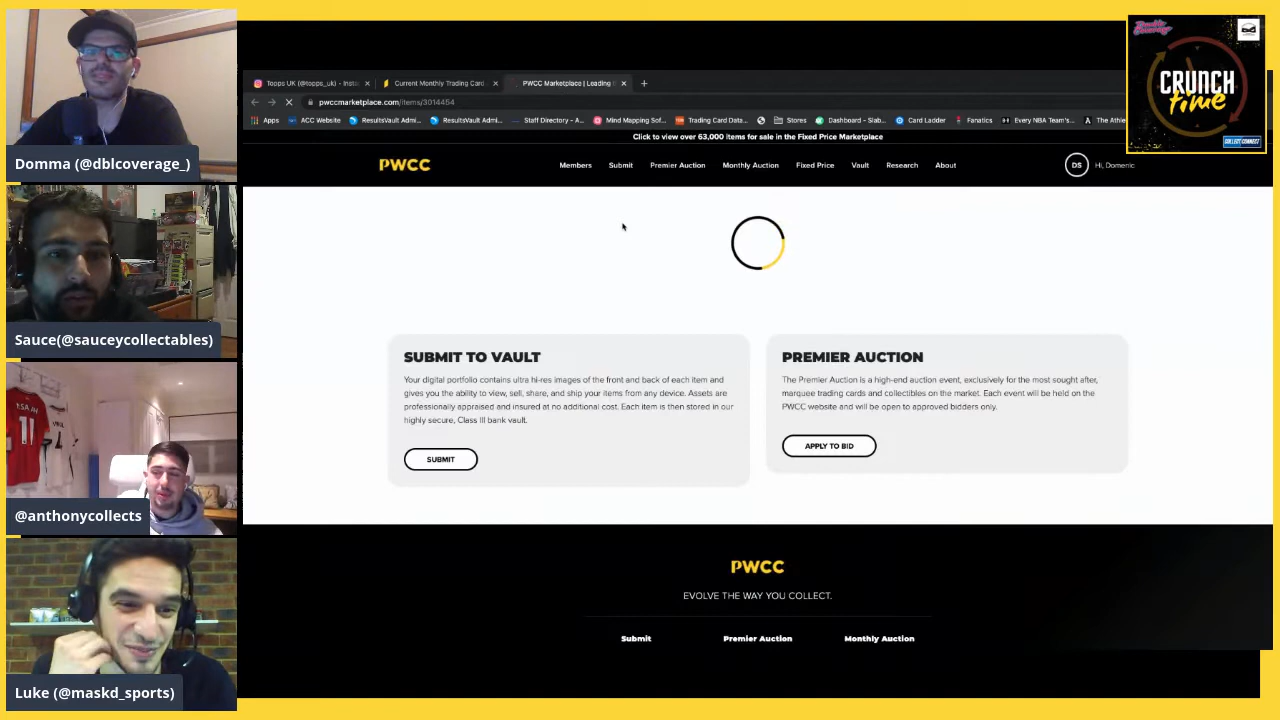 Domma (@dblcoverage_)
Sauce(@sauceycollectables)
M.SALAH
11
@anthonycollects
Luke (@maskd_sports)
Topps UK (@topps_uk) - Insta
Current Monthly Trading Card
PWCC Marketplace | Leading
pwccmarketplace.com/items/3014454
Apps
ACC Website
ResultsVault Admi...
ResultsVault Admi...
Staff Directory - A...
Mind Mapping Sof...
Trading Card Data...
Stores
Dashboard - Slab...
Card Ladder
Fanatics
Every NBA Team's...
The Athle
Click to view over 63,000 items for sale in the Fixed Price Marketplace
PWCC
Members
Submit
Premier Auction
Monthly Auction
Fixed Price
Vault
Research
About
DS
Hi, Domenic
SUBMIT TO VAULT
Your digital portfolio contains ultra hi-res images of the front and back of each item and
gives you the ability to view, sell, share, and ship your items from any device. Assets are
professionally appraised and insured at no additional cost. Each item is then stored in our
highly secure, Class III bank vault.
SUBMIT
PREMIER AUCTION
The Premier Auction is a high-end auction event, exclusively for the most sought after,
marquee trading cards and collectibles on the market. Each event will be held on the
PWCC website and will be open to approved bidders only.
APPLY TO BID
PWCC
EVOLVE THE WAY YOU COLLECT.
Submit
Premier Auction
Monthly Auction
Double
Coverage
CRUNCH
time
COLLECT CONNECT